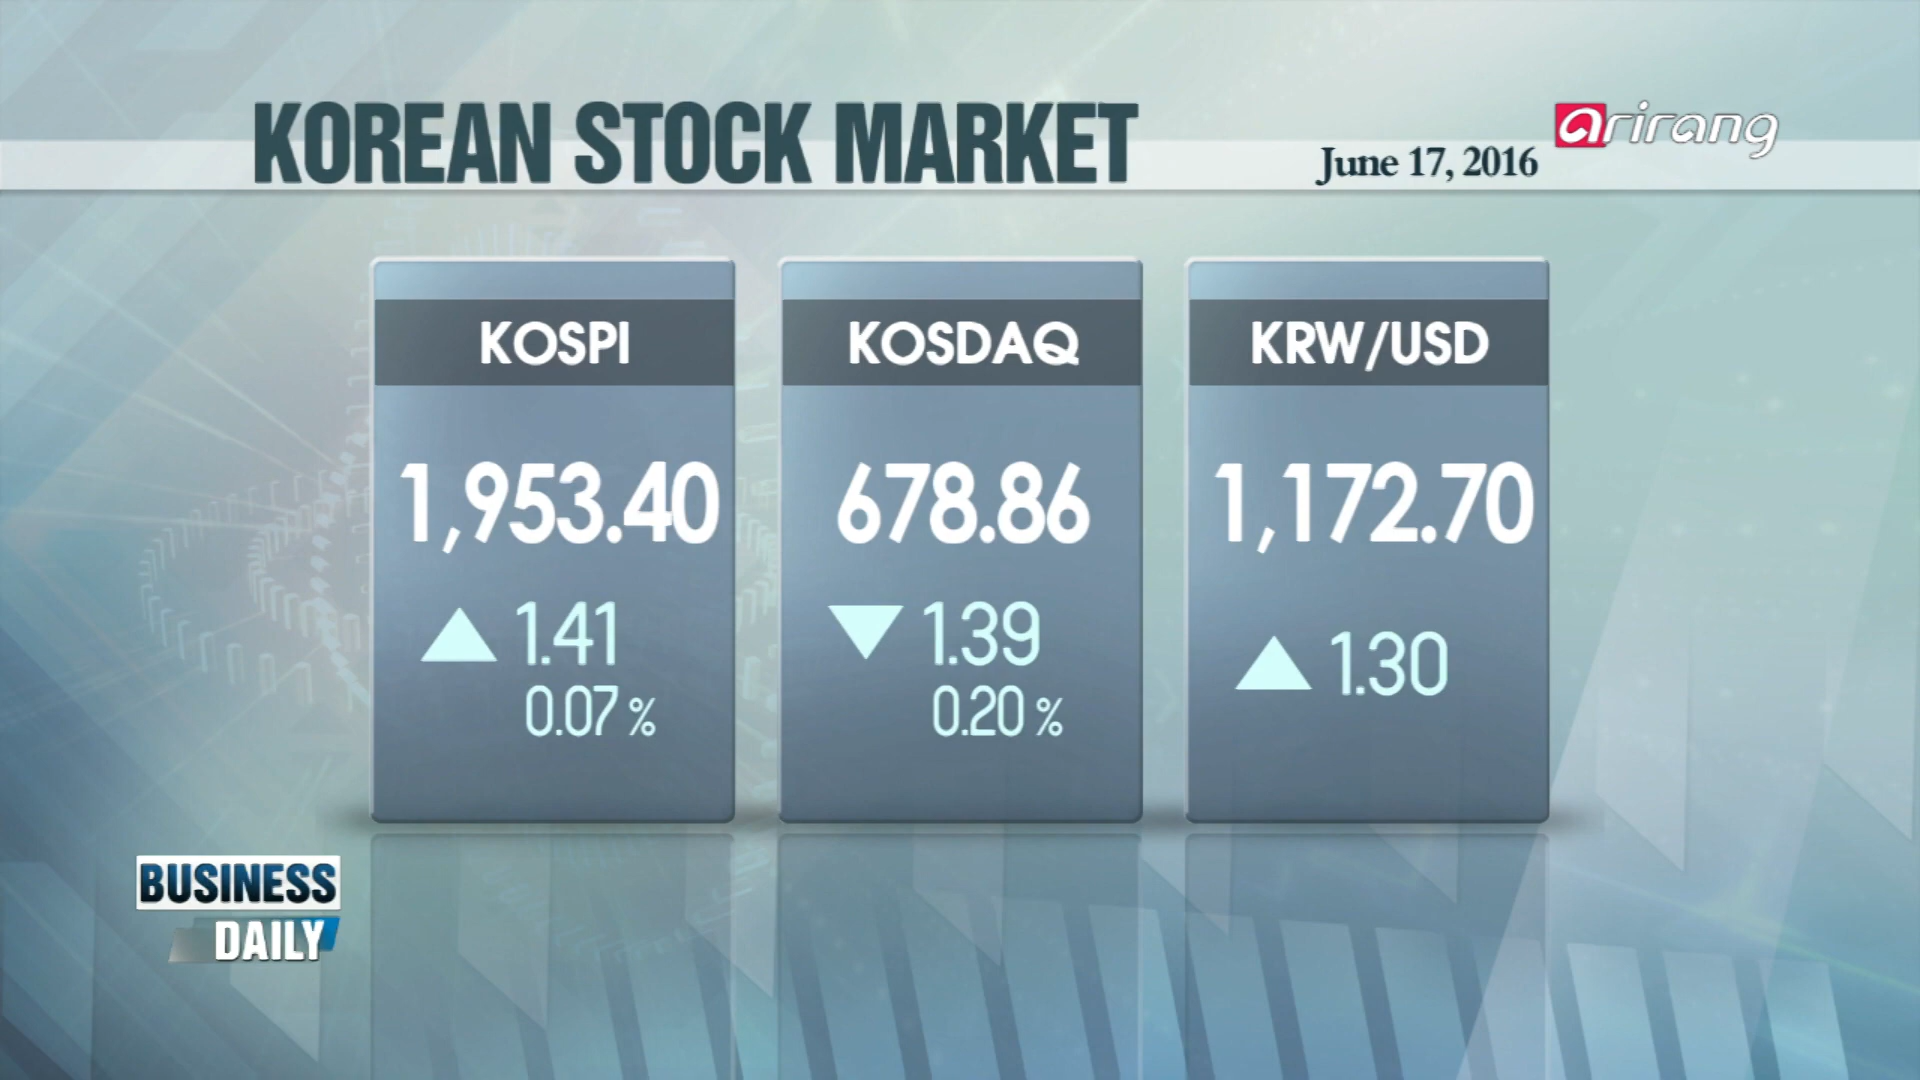 KOREAN STOCK MARKET
June 17, 2016
arirang
KOSPI
1,953.40
▲ 1.41
0.07 %
KOSDAQ
678.86
▼ 1.39
0.20 %
KRW/USD
1,172.70
▲ 1.30
BUSINESS
DAILY